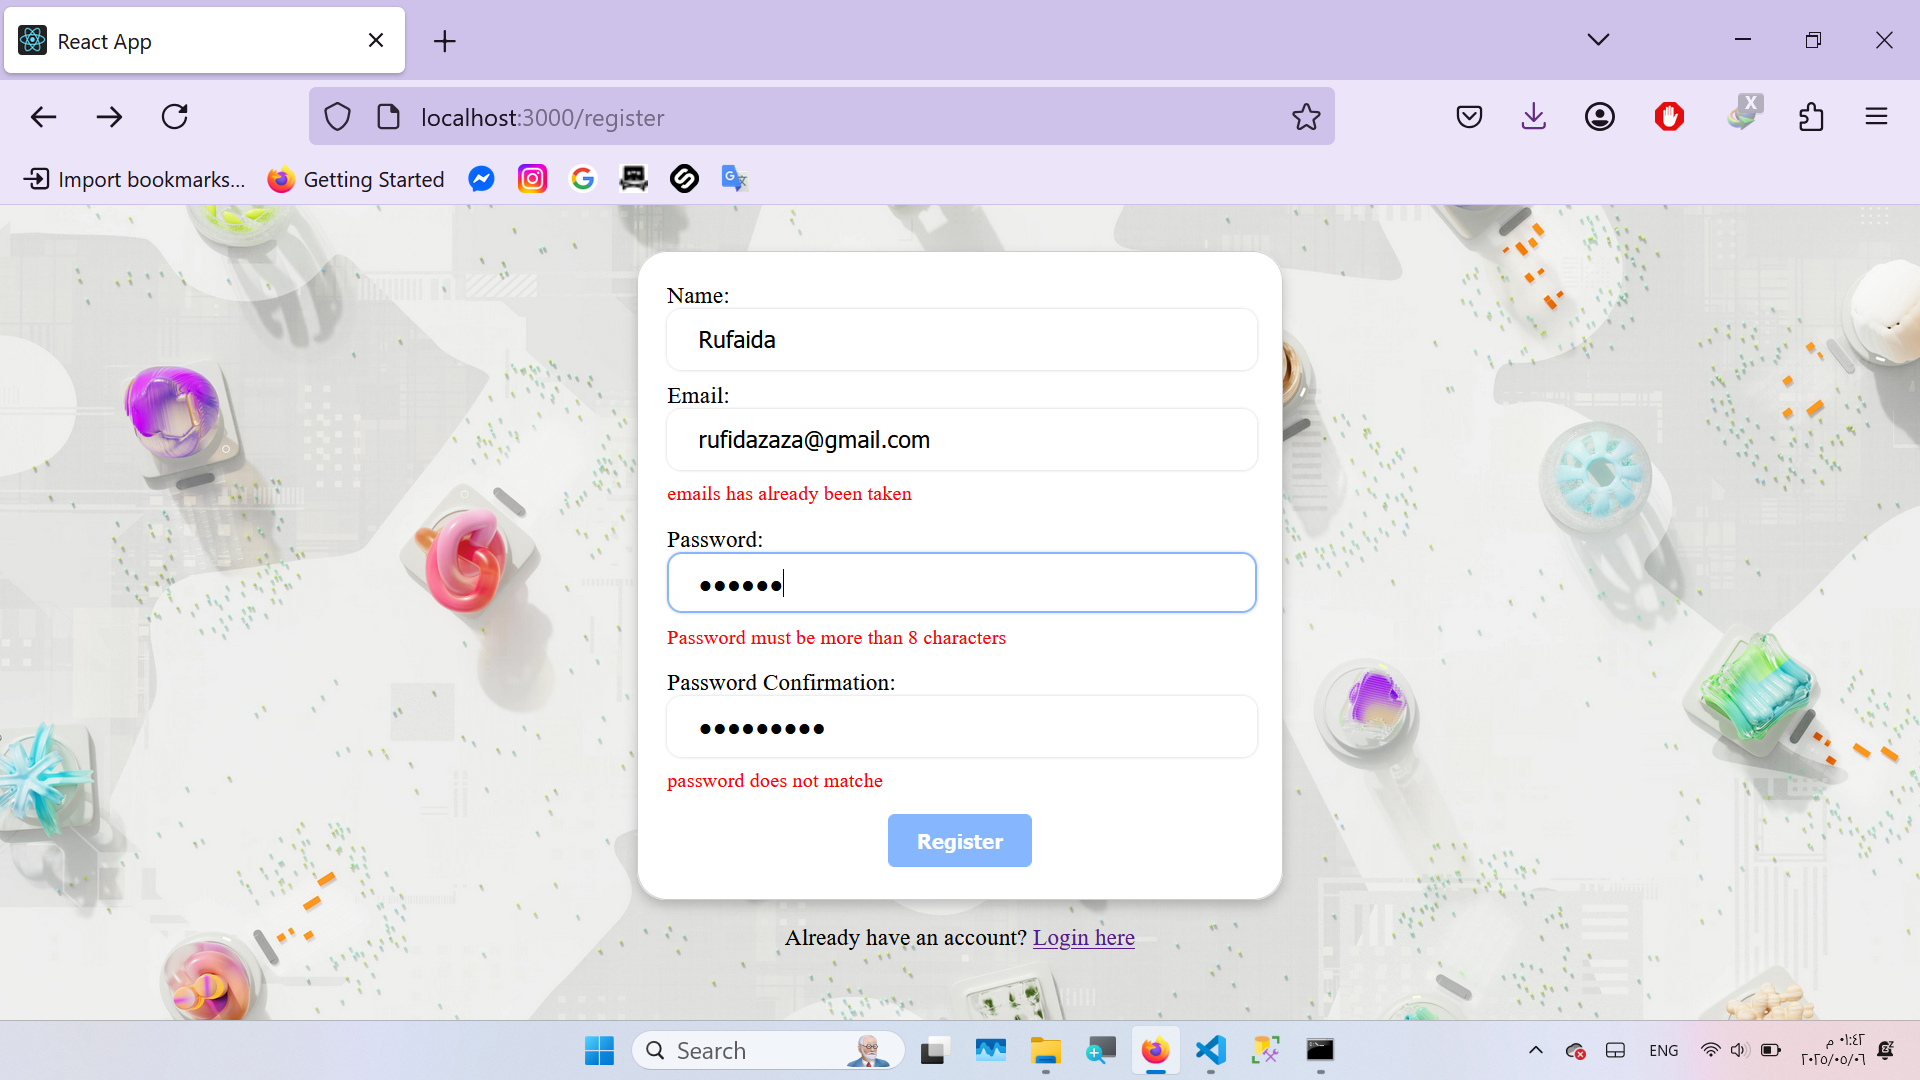 React App
localhost:3000/register
Import bookmarks...
Getting Started
Name:
Rufaida
Email:
rufidazaza@gmail.com
emails has already been taken
Password:
●●●●●●
Password must be more than 8 characters
Password Confirmation:
●●●●●●●●●
password does not matche
Register
Already have an account? Login here
Search
ENG
٠١:٤٢ م
٢٠٢٥/٠٥/٠٦